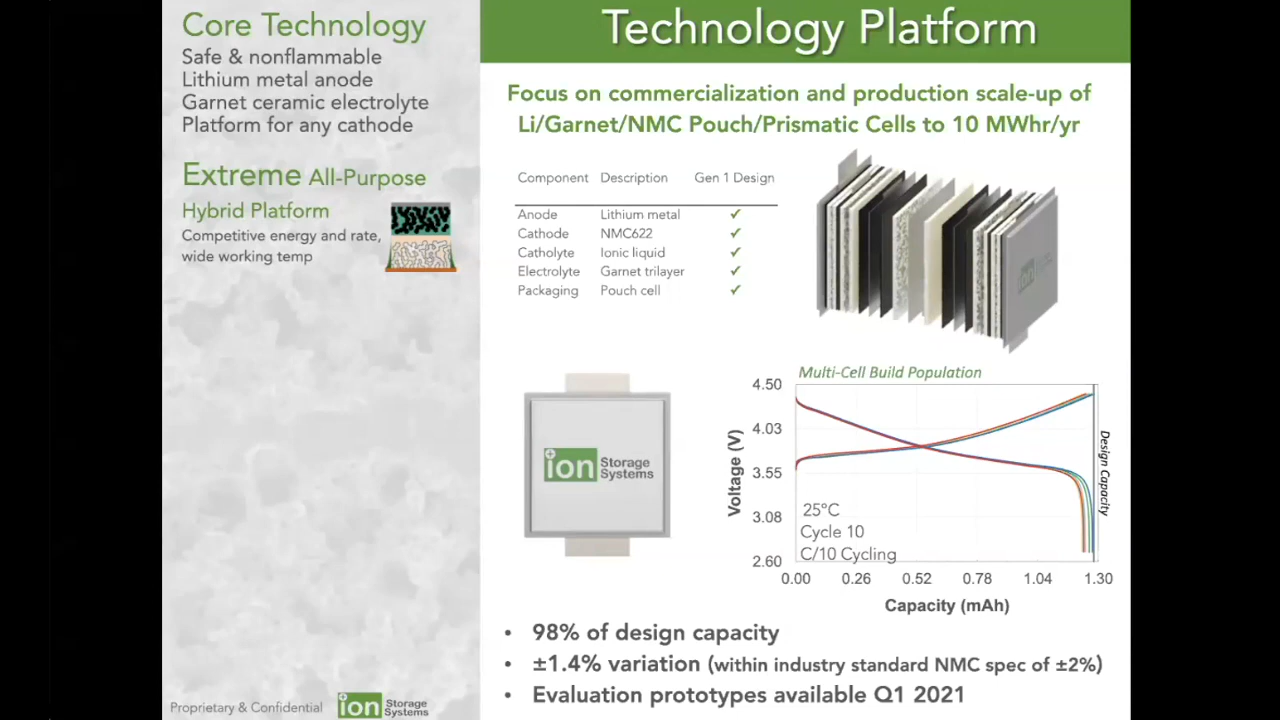 Core Technology
Safe & nonflammable
Lithium metal anode
Garnet ceramic electrolyte
Platform for any cathode
Extreme All-Purpose
Hybrid Platform
Competitive energy and rate,
wide working temp
Proprietary & Confidential
ion Storage Systems
Technology Platform
Focus on commercialization and production scale-up of
Li/Garnet/NMC Pouch/Prismatic Cells to 10 MWhr/yr
Component Description Gen 1 Design
Anode Lithium metal ✓
Cathode NMC622 ✓
Catholyte Ionic liquid ✓
Electrolyte Garnet trilayer ✓
Packaging Pouch cell ✓
ion
ion Storage Systems
Multi-Cell Build Population
Voltage (V)
4.50
4.03
3.55
3.08
2.60
25°C
Cycle 10
C/10 Cycling
Design Capacity
0.00 0.26 0.52 0.78 1.04 1.30
Capacity (mAh)
• 98% of design capacity
• ±1.4% variation (within industry standard NMC spec of ±2%)
• Evaluation prototypes available Q1 2021